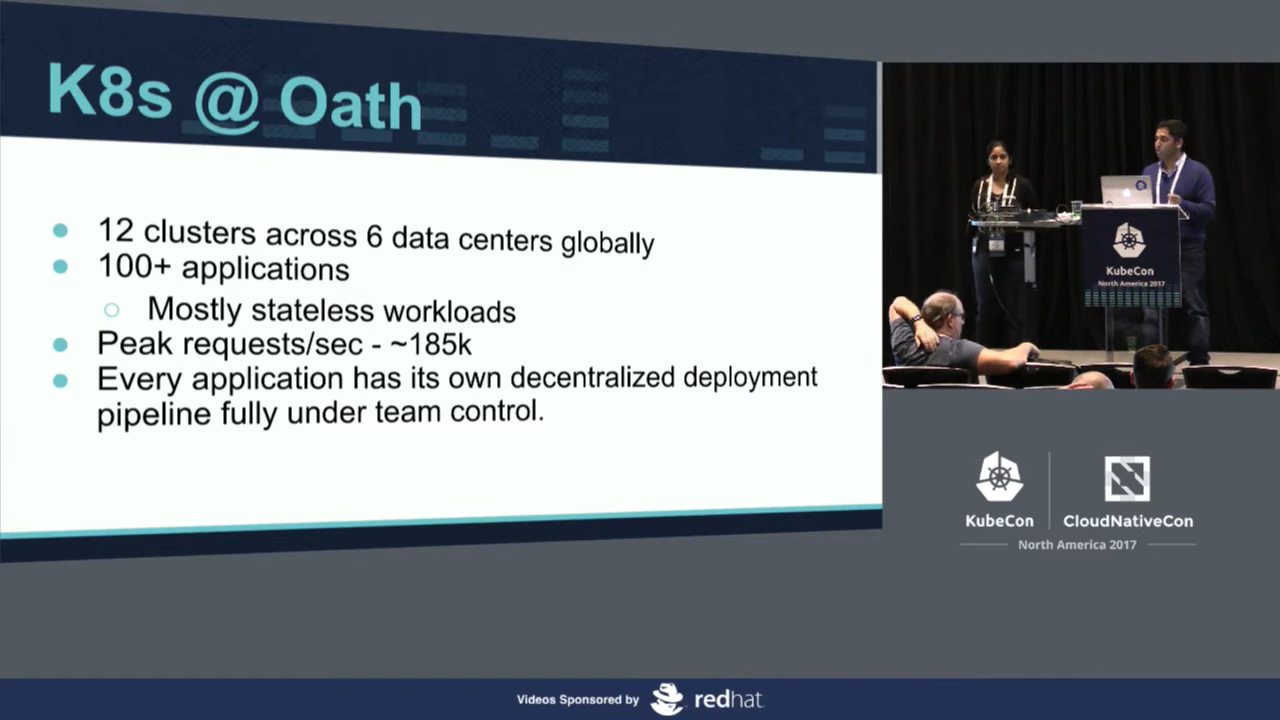 K8s @ Oath
12 clusters across 6 data centers globally
100+ applications
Mostly stateless workloads
Peak requests/sec - ~185k
Every application has its own decentralized deployment
pipeline fully under team control.
KubeCon
North America 2017
KubeCon
CloudNativeCon
North America 2017
Videos Sponsored by redhat